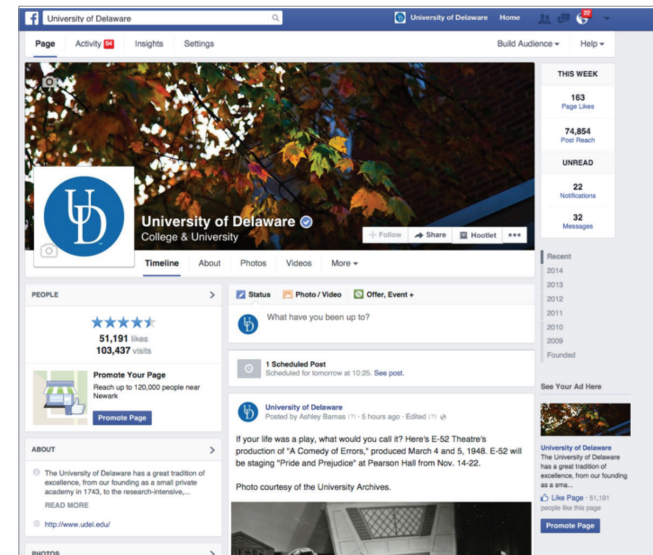 University of Delaware
University of Delaware Home
22
Page Activity 54 Insights Settings
Build Audience Help
THIS WEEK
163
Page Likes
74,854
Post Reach
UNREAD
22
Notifications
32
Messages
UD
University of Delaware
College & University
Follow Share Hootlet
Timeline About Photos Videos More
Recent
2014
2013
2012
2011
2010
2009
Founded
PEOPLE
51,191 likes
103,437 visits
Promote Your Page
Reach up to 120,000 people near
Newark
Promote Page
ABOUT
The University of Delaware has a great tradition of
excellence, from our founding as a small private
academy in 1743, to the research-intensive,...
READ MORE
http://www.udel.edu/
PHOTOS
Status Photo / Video Offer, Event +
What have you been up to?
1 Scheduled Post
Scheduled for tomorrow at 10:25. See post.
University of Delaware
Posted by Ashley Barnas [?] · 5 hours ago · Edited [?]
If your life was a play, what would you call it? Here's E-52 Theatre's
production of "A Comedy of Errors," produced March 4 and 5, 1948. E-52 will
be staging "Pride and Prejudice" at Pearson Hall from Nov. 14-22.
Photo courtesy of the University Archives.
See Your Ad Here
University of Delaware
The University of Delaware
has a great tradition of
excellence, from our founding
as a sma...
Like Page · 51,191
people like this page
Promote Page